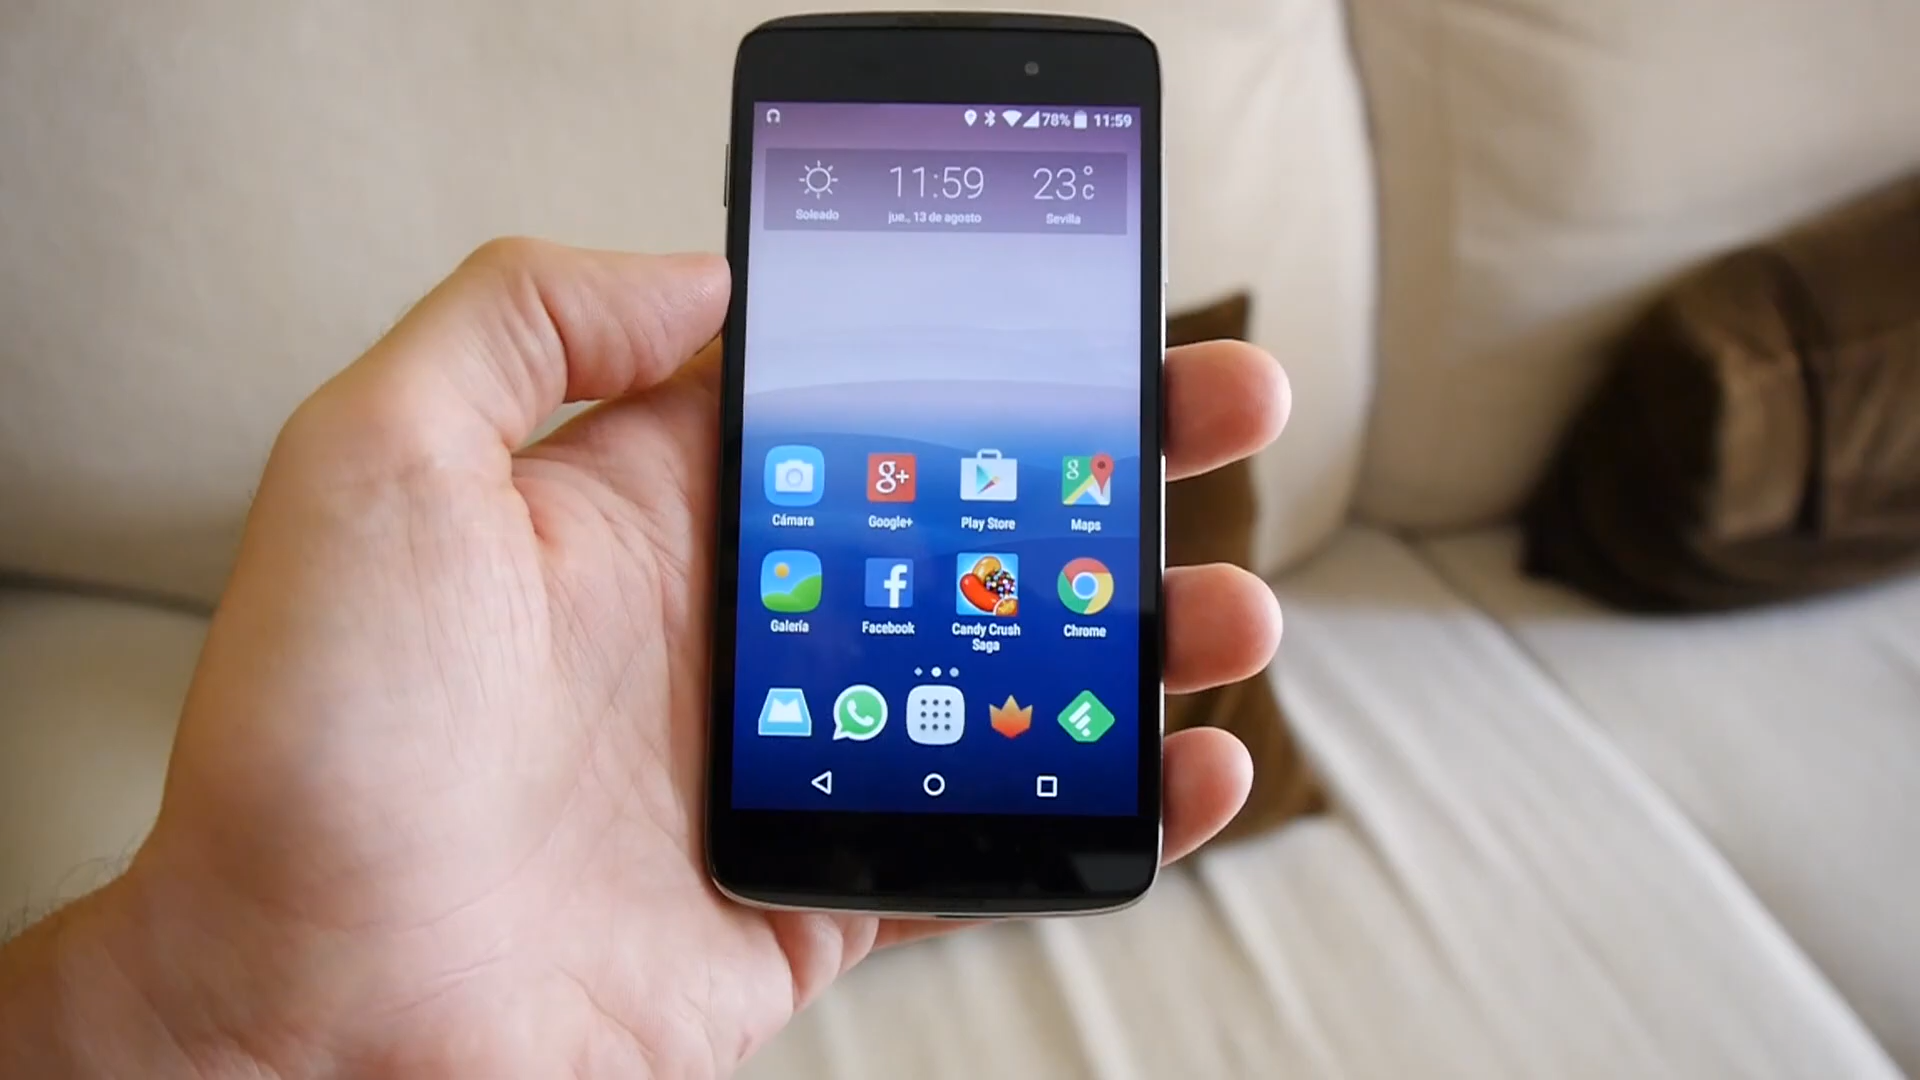 78% 11:59
11:59
23°C
Soleado
jue., 13 de agosto
Sevilla
g+
g
Cámara
Google+
Play Store
Maps
f
Galería
Facebook
Candy Crush
Saga
Chrome